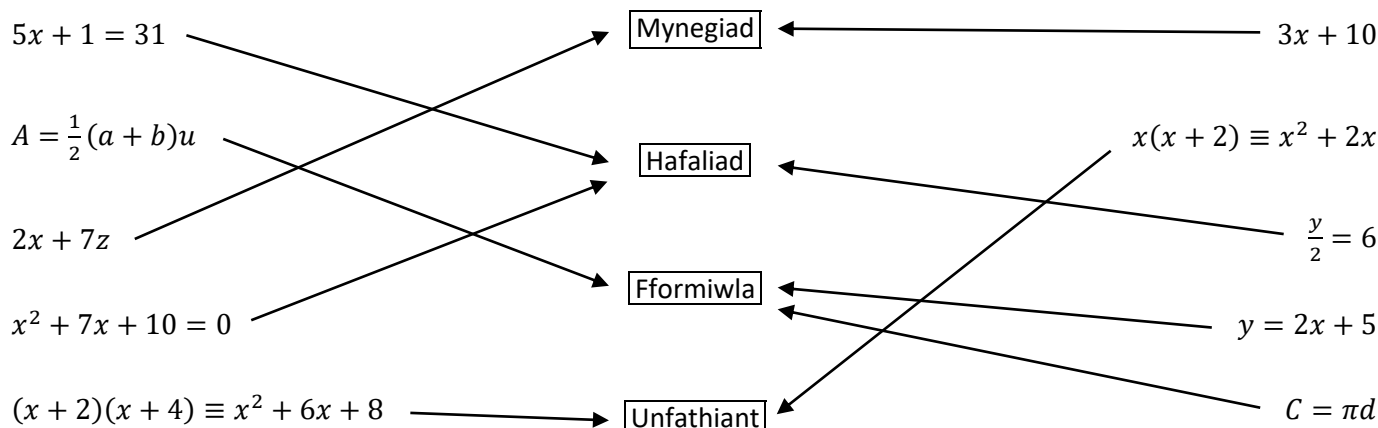 5x + 1 = 31
A = 1/2 (a + b)u
2x + 7z
x² + 7x + 10 = 0
(x + 2)(x + 4) ≡ x² + 6x + 8
Mynegiad
Hafaliad
Fformiwla
Unfathiant
3x + 10
x(x + 2) ≡ x² + 2x
y/2 = 6
y = 2x + 5
C = πd